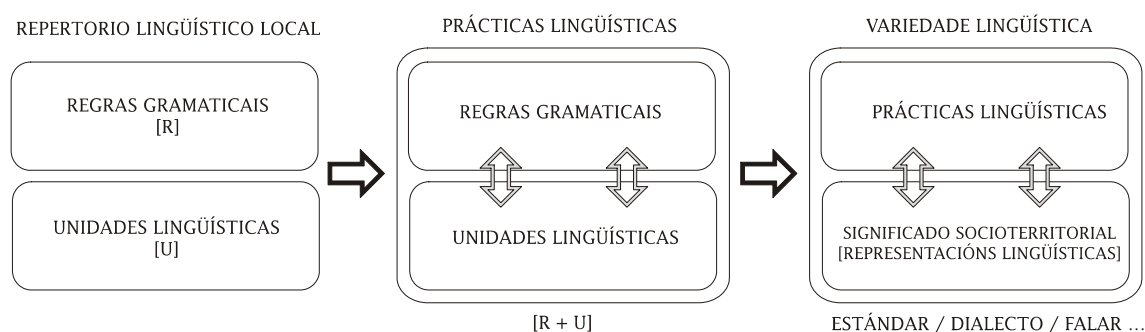 REPERTORIO LINGÜÍSTICO LOCAL
REGRAS GRAMATICAIS
[R]
UNIDADES LINGÜÍSTICAS
[U]
PRÁCTICAS LINGÜÍSTICAS
REGRAS GRAMATICAIS
UNIDADES LINGÜÍSTICAS
[R + U]
VARIEDADE LINGÜÍSTICA
PRÁCTICAS LINGÜÍSTICAS
SIGNIFICADO SOCIOTERRITORIAL
[REPRESENTACIÓNS LINGÜÍSTICAS]
ESTÁNDAR / DIALECTO / FALAR ...